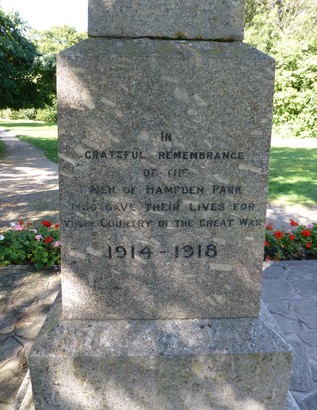 IN
GRATEFUL REMEMBRANCE
OF THE
MEN OF HAMPDEN PARK
WHO GAVE THEIR LIVES FOR
THEIR COUNTRY IN THE GREAT WAR
1914 - 1918